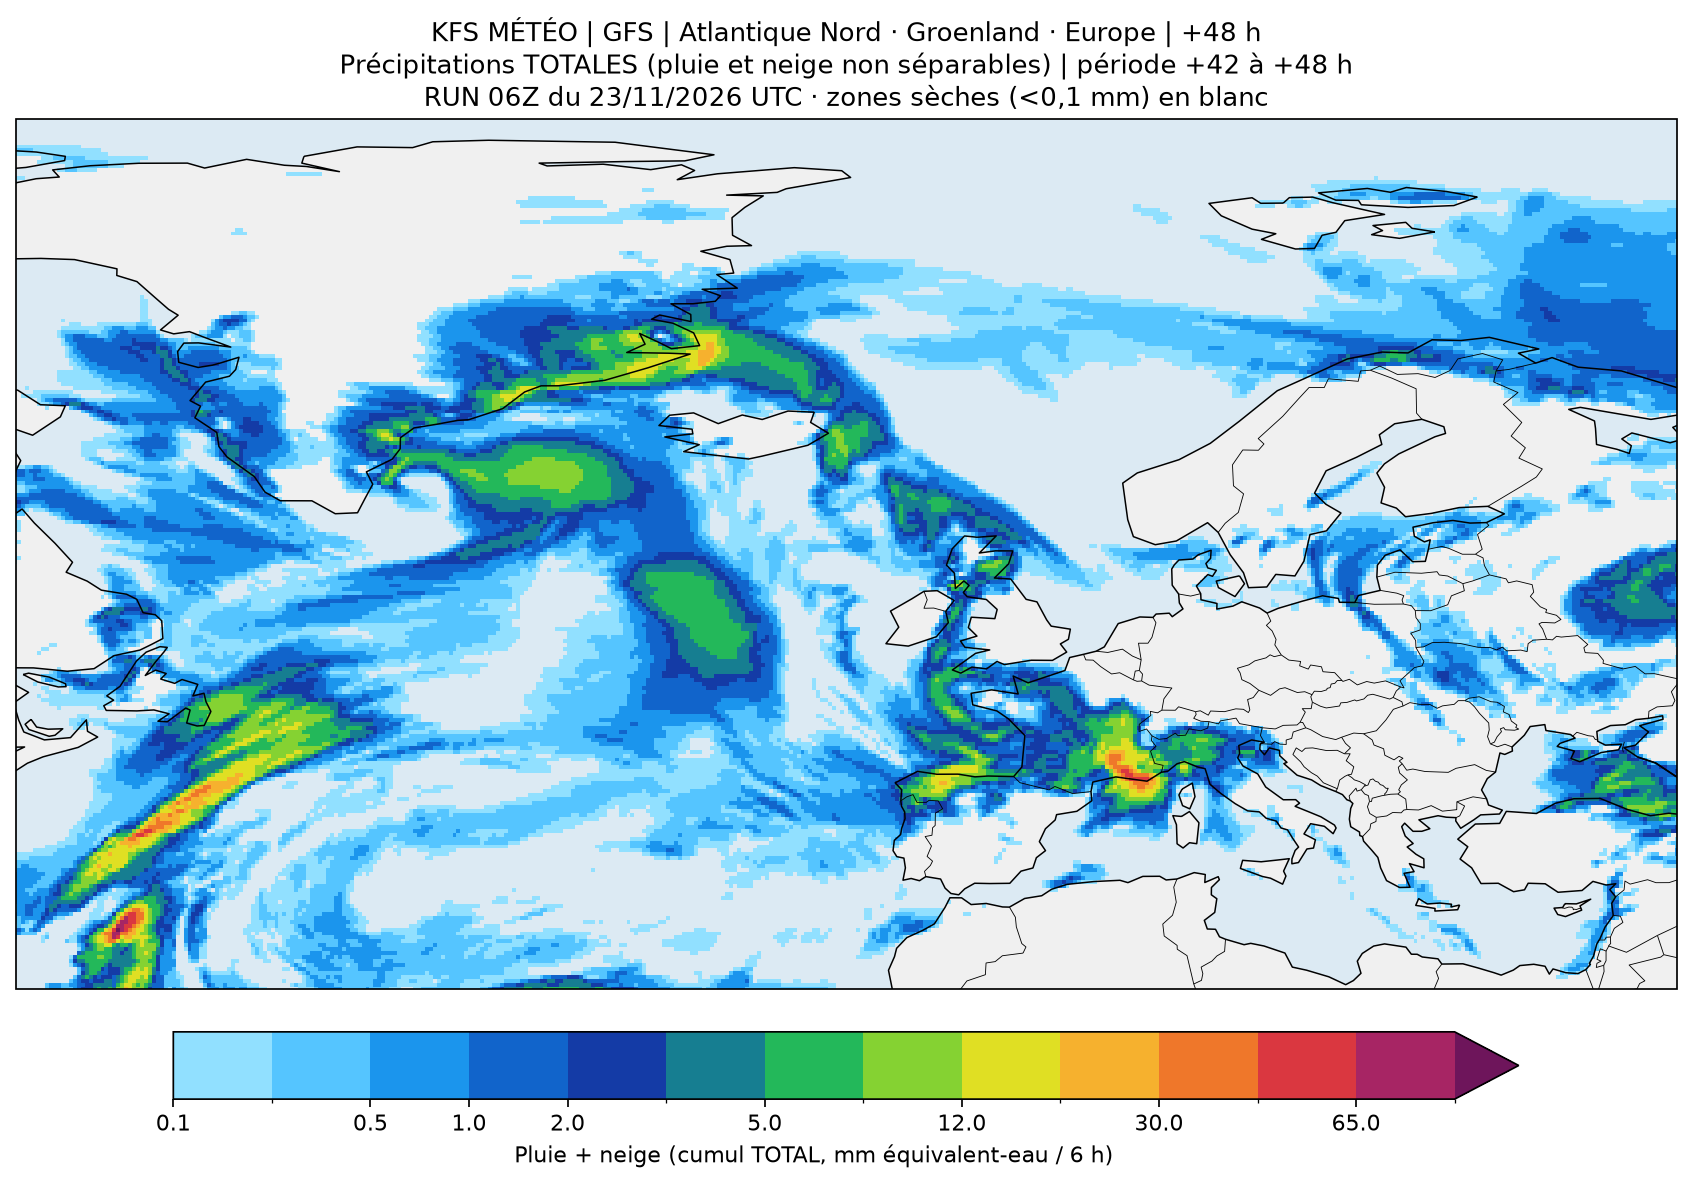 KFS MÉTÉO | GFS | Atlantique Nord · Groenland · Europe | +48 h
Précipitations TOTALES (pluie et neige non séparables) | période +42 à +48 h
RUN 06Z du 23/11/2026 UTC · zones sèches (<0,1 mm) en blanc
0.1 0.5 1.0 2.0 5.0 12.0 30.0 65.0
Pluie + neige (cumul TOTAL, mm équivalent-eau / 6 h)